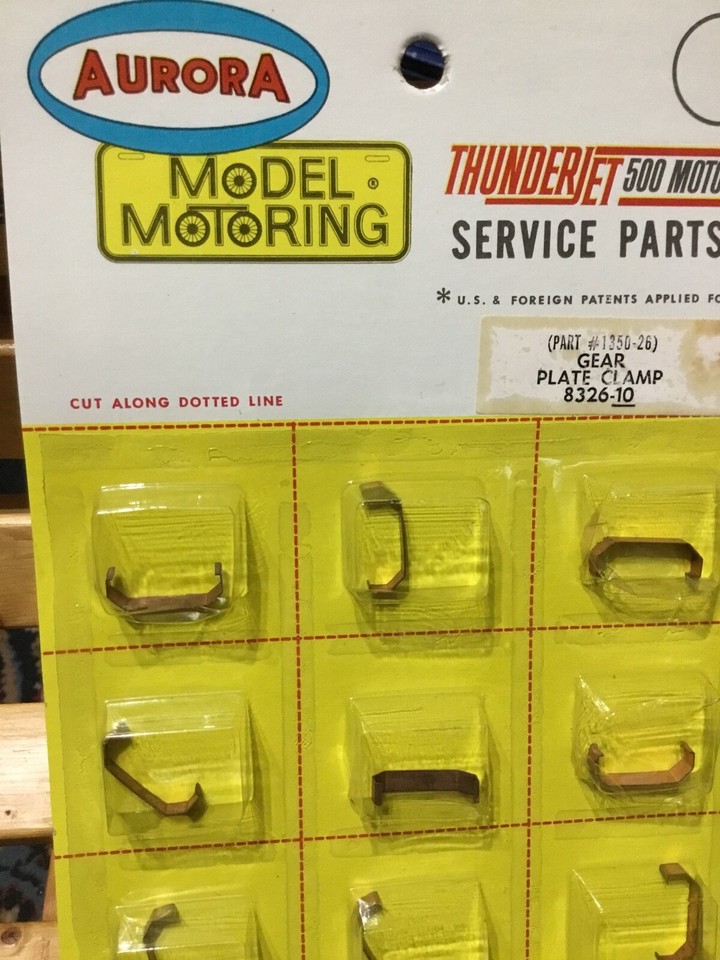 AURORA
MODEL ®
MOTORING
THUNDERJET 500
SERVICE PARTS
* U.S. & FOREIGN PATENTS APPLIED
(PART #1350-26)
GEAR
PLATE CLAMP
8326-10
CUT ALONG DOTTED LINE